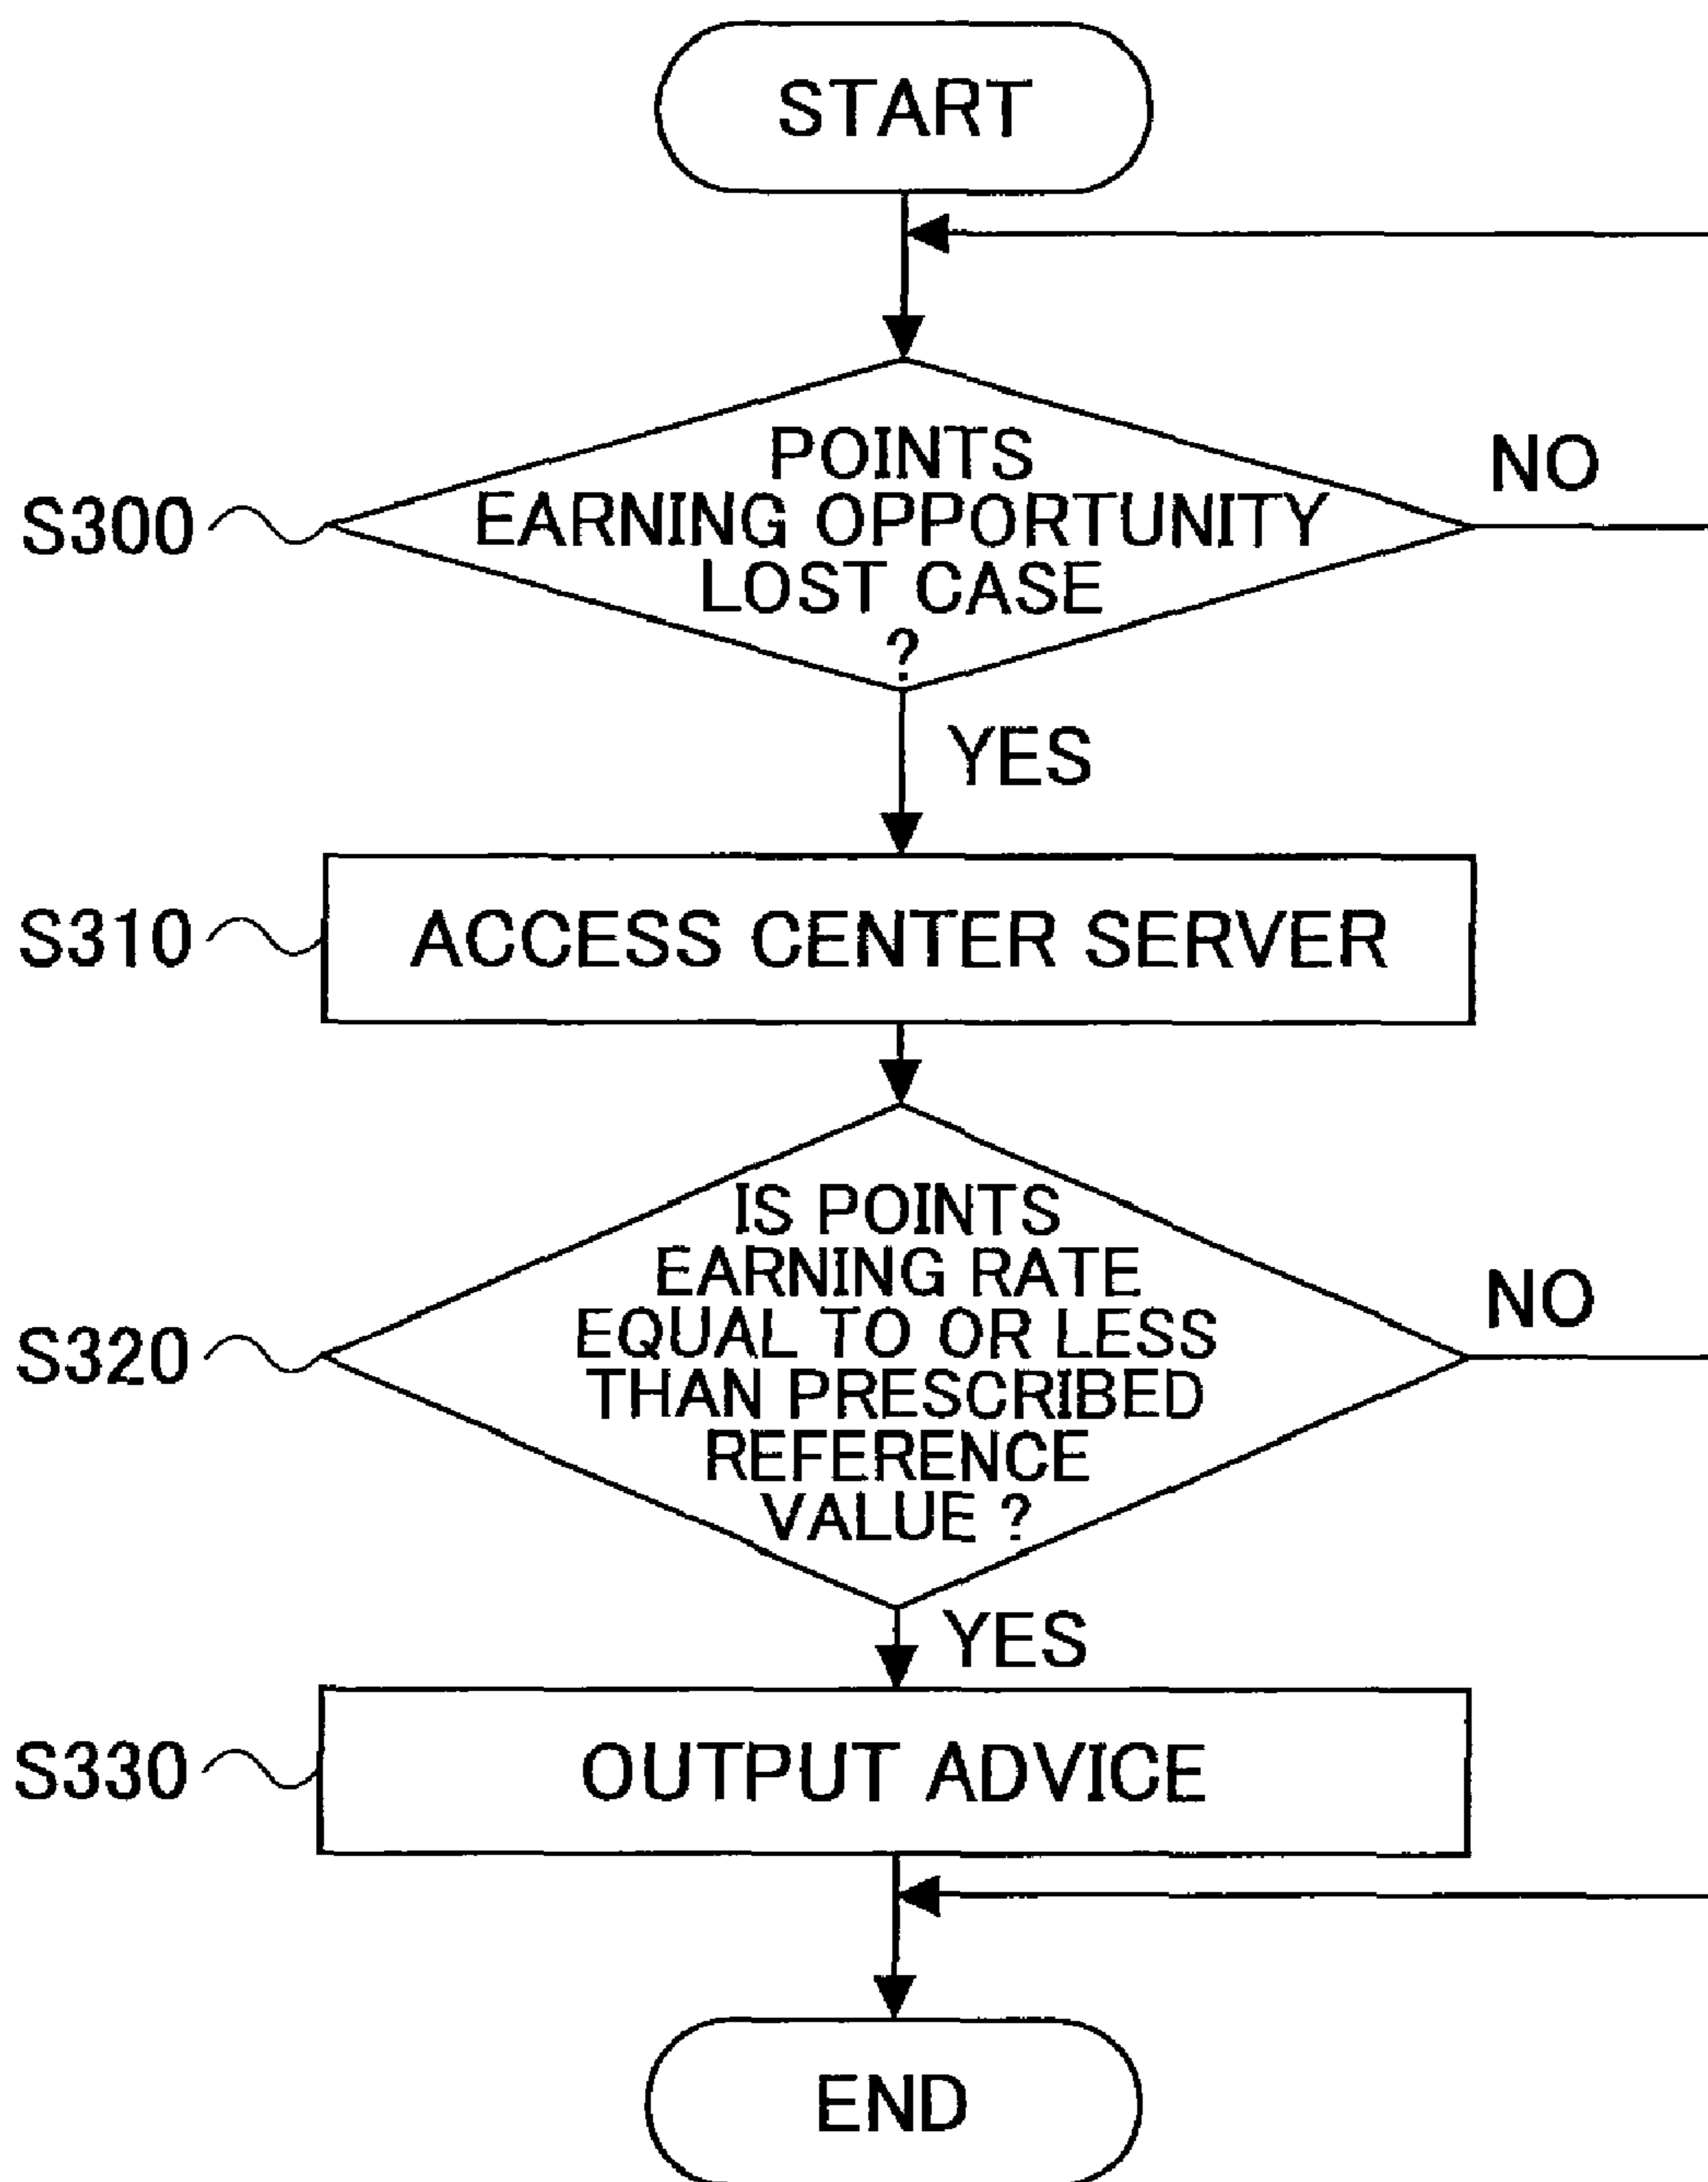 START
POINTS
EARNING OPPORTUNITY
LOST CASE
?
NO
S300
YES
S310
ACCESS CENTER SERVER
IS POINTS
EARNING RATE
EQUAL TO OR LESS
THAN PRESCRIBED
REFERENCE
VALUE ?
NO
S320
YES
S330
OUTPUT ADVICE
END